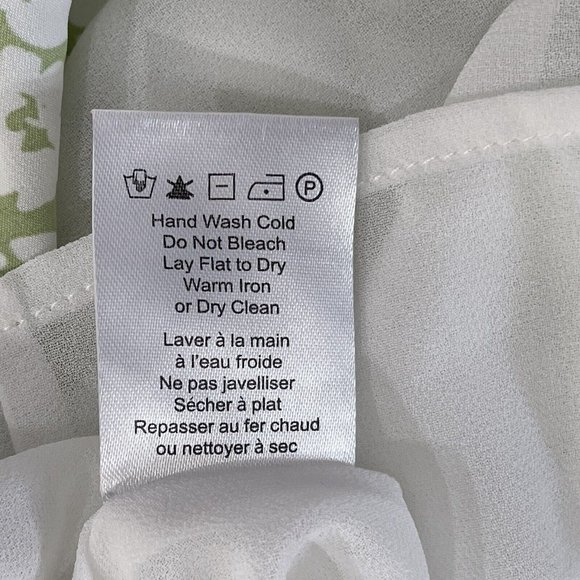 P
Hand Wash Cold
Do Not Bleach
Lay Flat to Dry
Warm Iron
or Dry Clean
Laver à la main
à l'eau froide
Ne pas javelliser
Sécher à plat
Repasser au fer chaud
ou nettoyer à sec